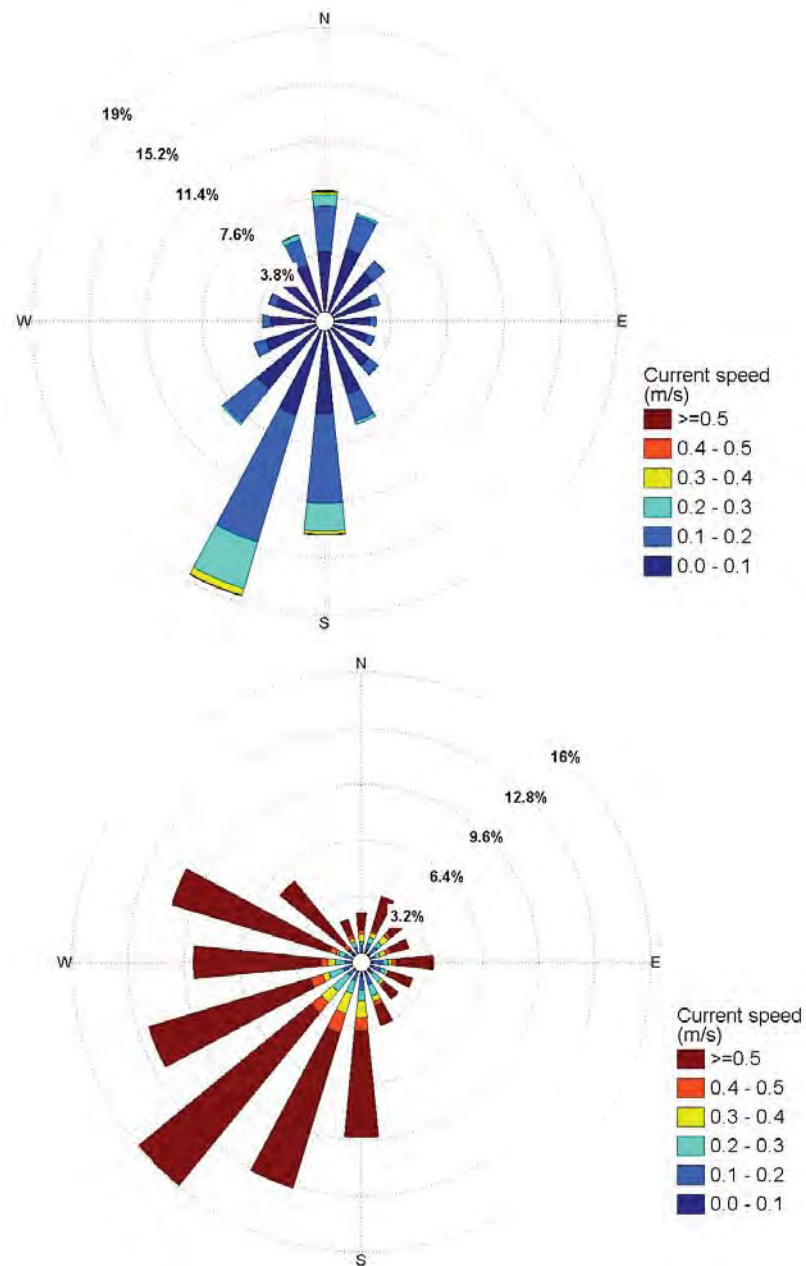 N
19%
15.2%
11.4%
7.6%
3.8%
W
E
S
Current speed
(m/s)
>=0.5
0.4 - 0.5
0.3 - 0.4
0.2 - 0.3
0.1 - 0.2
0.0 - 0.1
N
16%
12.8%
9.6%
6.4%
3.2%
W
E
S
Current speed
(m/s)
>=0.5
0.4 - 0.5
0.3 - 0.4
0.2 - 0.3
0.1 - 0.2
0.0 - 0.1